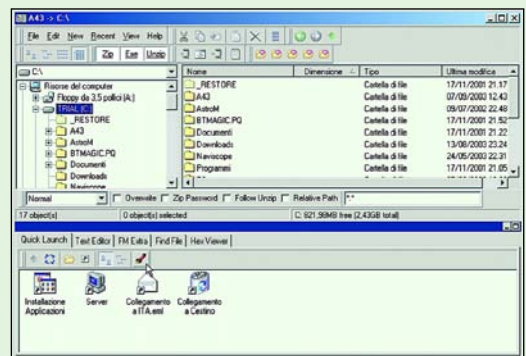 A43 -> C:\
File Edit New Recent View Help
Zip Exe Unzip
C:\
Risorse del computer
Floppy da 3,5 pollici (A:)
TRIAL (C:)
_RESTORE
A43
AstroM
BTMAGIC.PQ
Documenti
Downloads
Naviscope
Nome Dimensione Tipo Ultima modifica
_RESTORE Cartella di file 17/11/2001 21.17
A43 Cartella di file 07/09/2003 12.43
AstroM Cartella di file 09/07/2002 22.48
BTMAGIC.PQ Cartella di file 17/11/2001 21.52
Documenti Cartella di file 17/11/2001 21.22
Downloads Cartella di file 13/08/2003 23.24
Naviscope Cartella di file 24/05/2003 22.31
Programmi Cartella di file 17/11/2001 21.05
Normal Overwrite Zip Password Follow Unzip Relative Path *.*
17 object(s) 0 object(s) selected C: 821,98MB free (2,43GB total)
Quick Launch Text Editor FM Extra Find File Hex Viewer
Installazione Applicazioni
Server
Collegamento a ITA.eml
Collegamento a Cestino